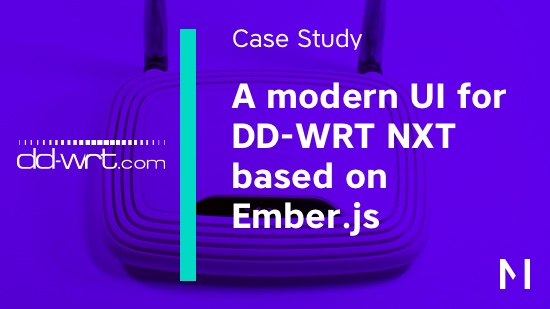 Case Study
A modern UI for
DD-WRT NXT
based on
Ember.js
dd-wrt.com